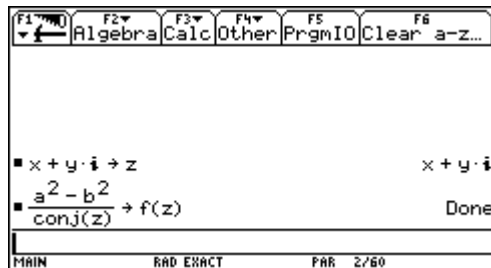 F1 F2 F3 F4 F5 F6
Algebra Calc Other PrgmIO Clear a-z…
x + y·i → z x + y·i
a² - b² / conj(z) → f(z) Done
MAIN RAD EXACT PAR 2/60